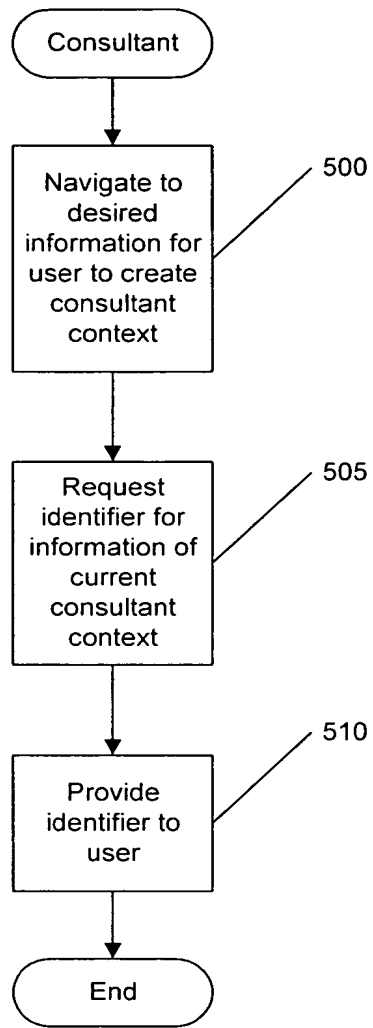 Consultant
500
Navigate to
desired
information for
user to create
consultant
context
505
Request
identifier for
information of
current
consultant
context
510
Provide
identifier to
user
End